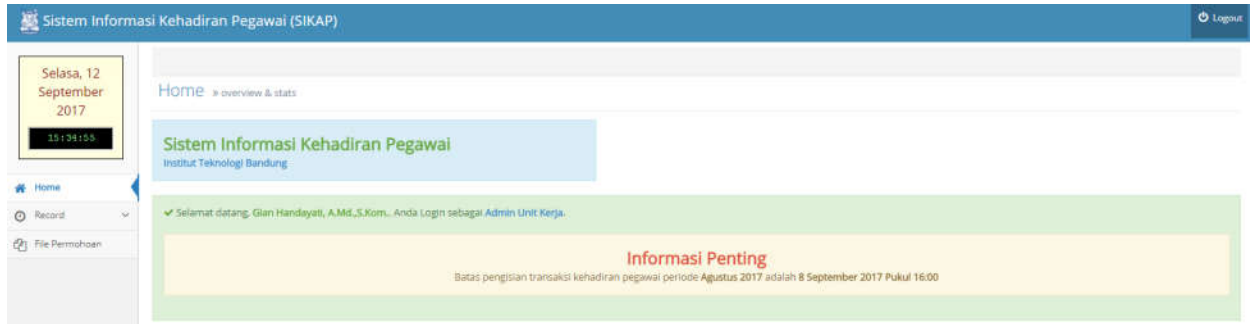 Sistem Informasi Kehadiran Pegawai (SIKAP)
Logout
Selasa, 12
September
2017
15:34:55
Home
Record
File Permohoan
Home » overview & stats
Sistem Informasi Kehadiran Pegawai
Institut Teknologi Bandung
Selamat datang, Gian Handayati, A.Md.,S.Kom., Anda Login sebagai Admin Unit Kerja.
Informasi Penting
Batas pengisian transaksi kehadiran pegawai periode Agustus 2017 adalah 8 September 2017 Pukul 16:00